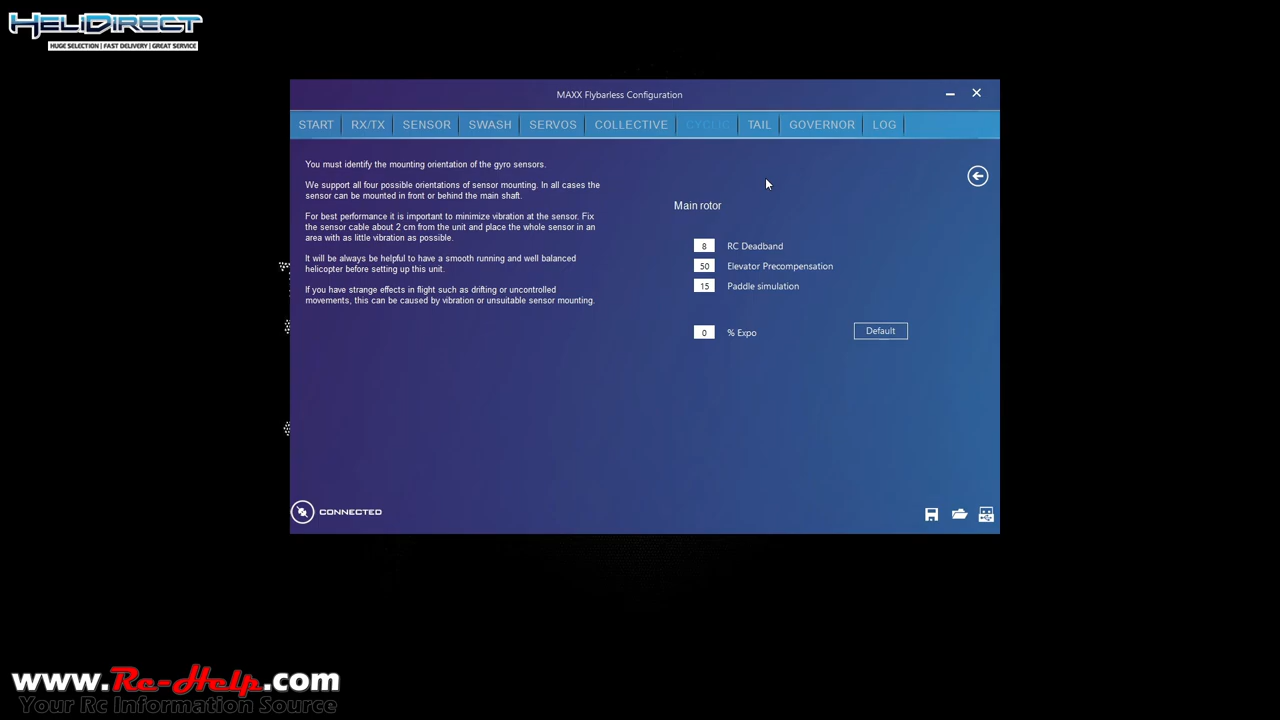 HELIDIRECT
HUGE SELECTION | FAST DELIVERY | GREAT SERVICE
MAXX Flybarless Configuration
START RX/TX SENSOR SWASH SERVOS COLLECTIVE CYCLIC TAIL GOVERNOR LOG
You must identify the mounting orientation of the gyro sensors.
We support all four possible orientations of sensor mounting. In all cases the
sensor can be mounted in front or behind the main shaft.
For best performance it is important to minimize vibration at the sensor. Fix
the sensor cable about 2 cm from the unit and place the whole sensor in an
area with as little vibration as possible.
It will be always be helpful to have a smooth running and well balanced
helicopter before setting up this unit.
If you have strange effects in flight such as drifting or uncontrolled
movements, this can be caused by vibration or unsuitable sensor mounting.
Main rotor
8 RC Deadband
50 Elevator Precompensation
15 Paddle simulation
0 % Expo Default
CONNECTED
www.Rc-Help.com
Your Rc Information Source